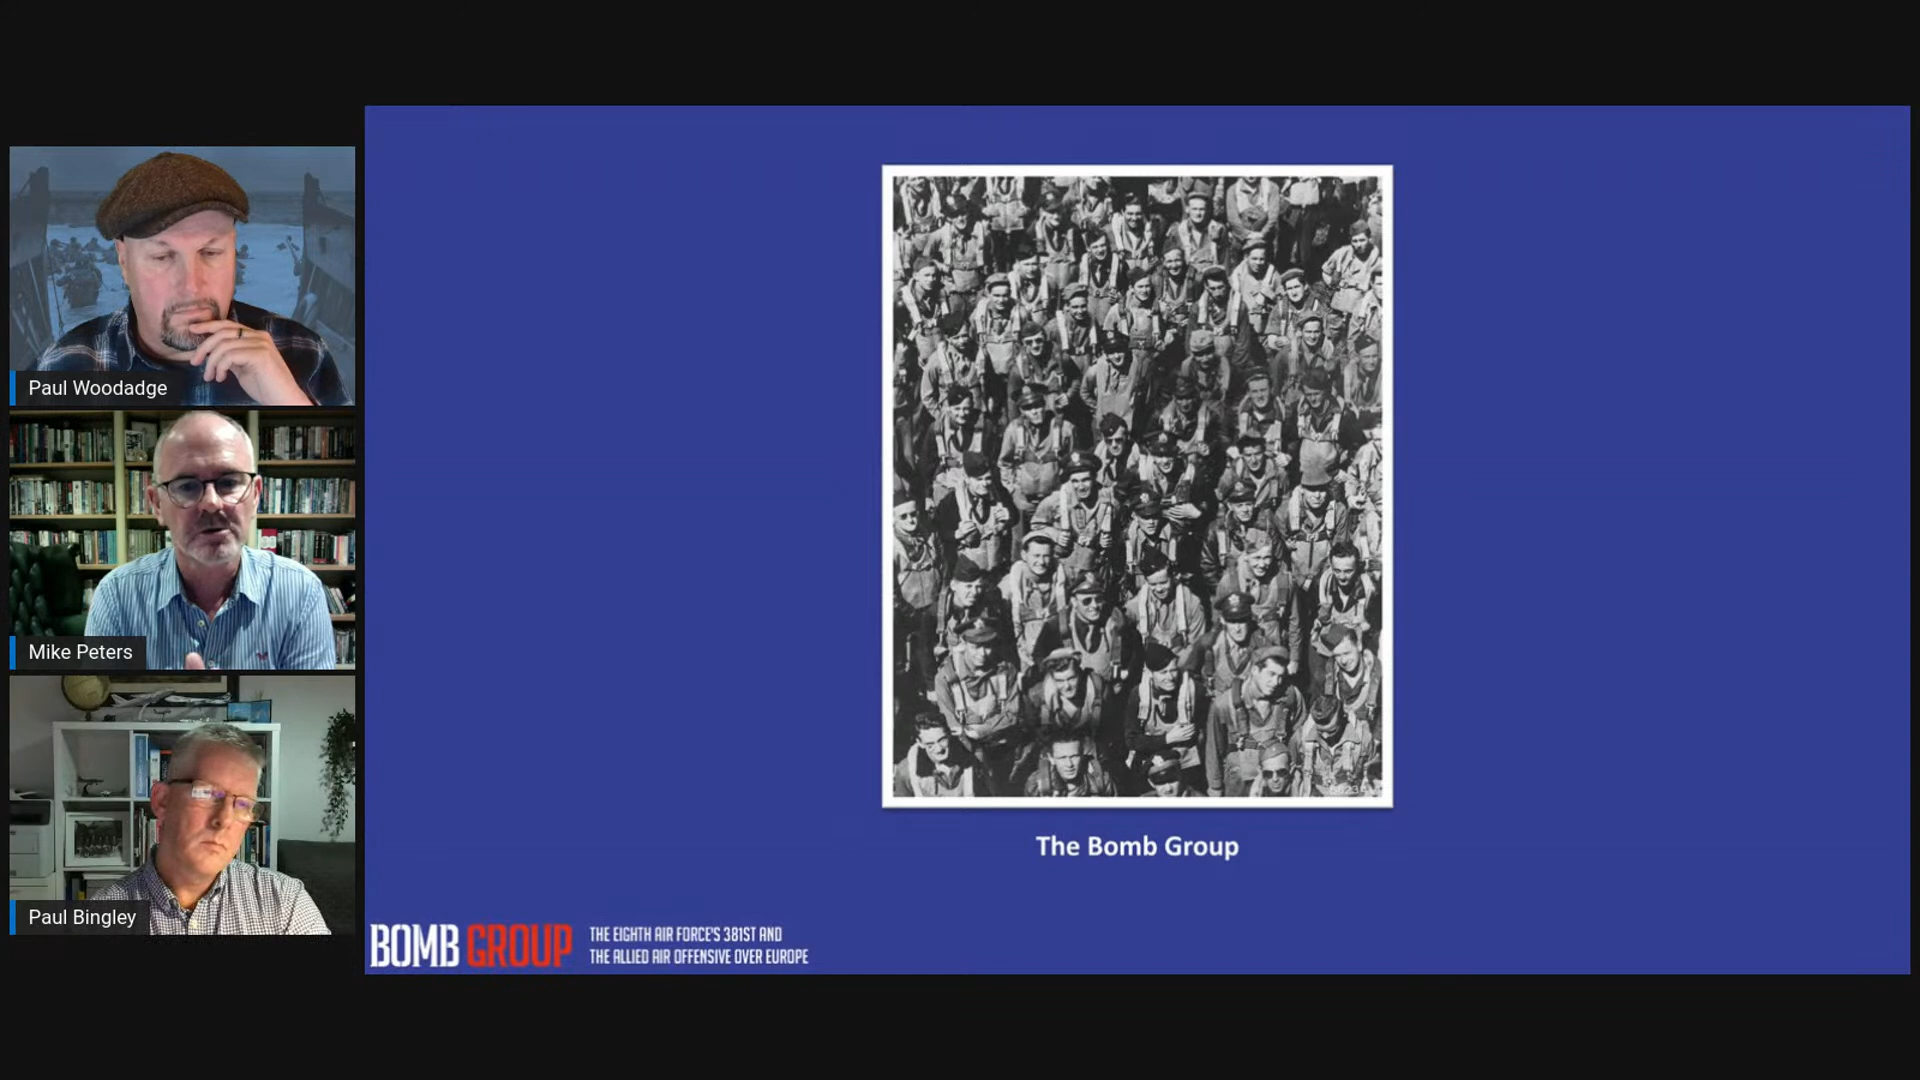 Paul Woodadge
Mike Peters
Paul Bingley
The Bomb Group
BOMB GROUP
THE EIGHTH AIR FORCE'S 381ST AND
THE ALLIED AIR OFFENSIVE OVER EUROPE